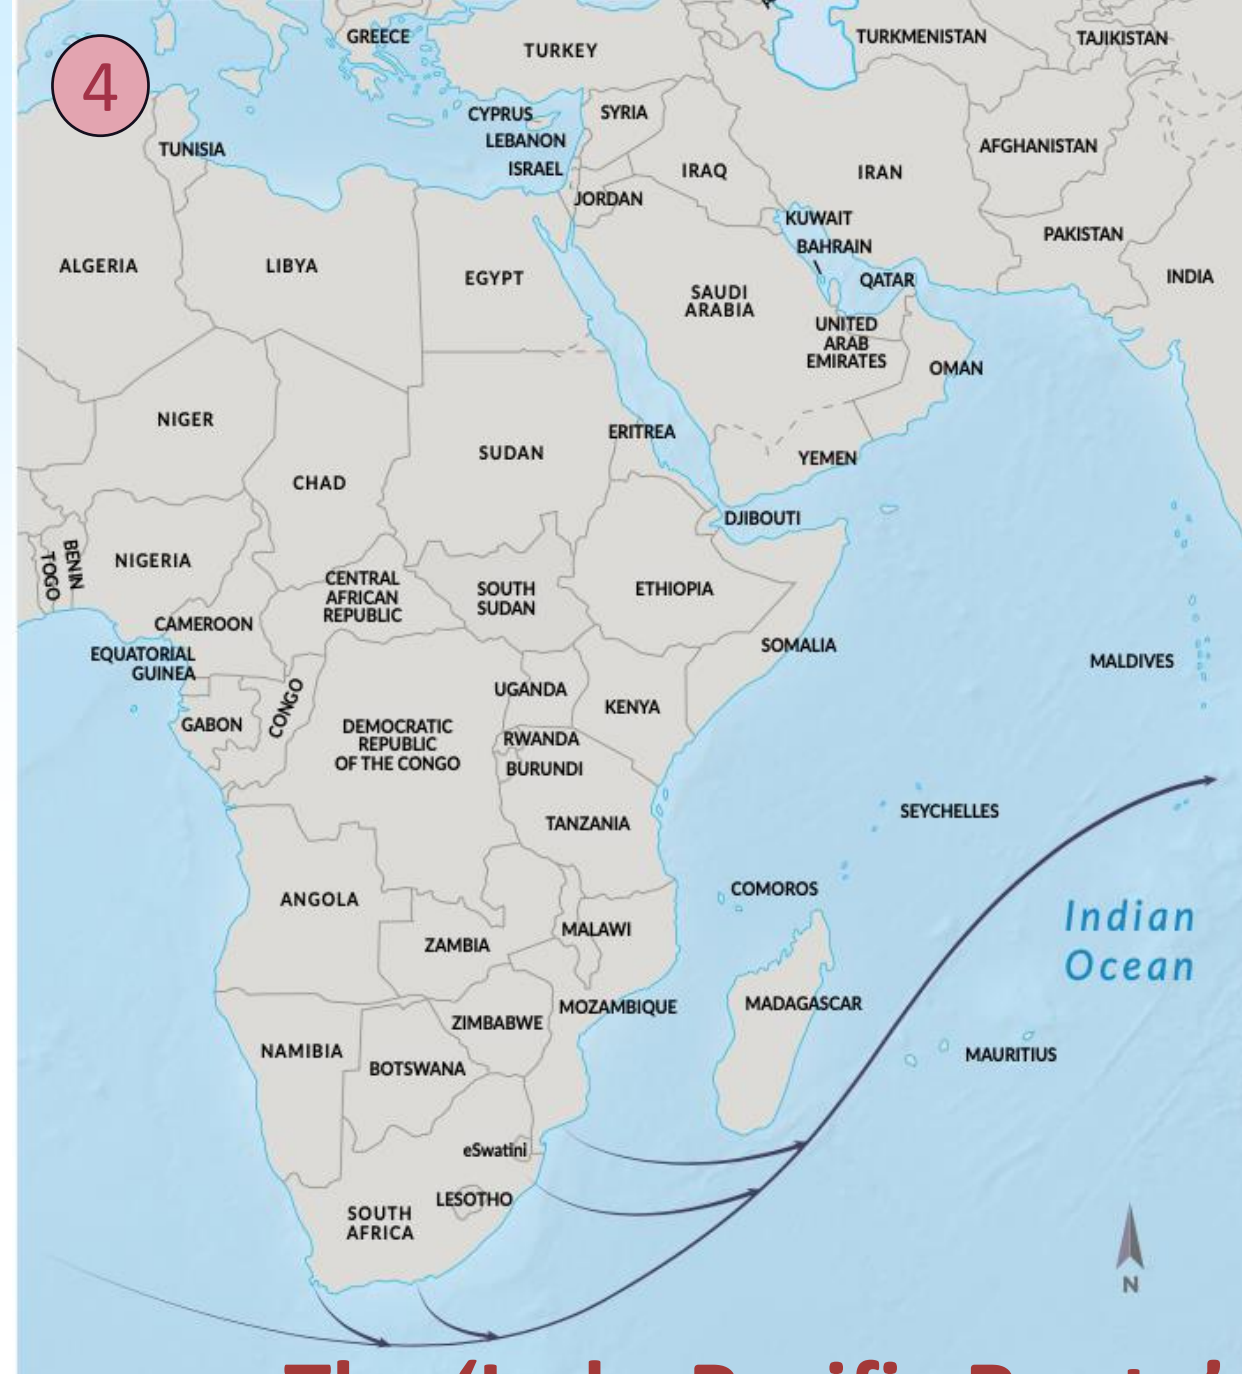 4
GREECE
TURKEY
TURKMENISTAN
TAJIKISTAN
CYPRUS
SYRIA
LEBANON
ISRAEL
TUNISIA
AFGHANISTAN
IRAQ
IRAN
JORDAN
KUWAIT
PAKISTAN
BAHRAIN
ALGERIA
LIBYA
EGYPT
QATAR
INDIA
SAUDI
ARABIA
UNITED
ARAB
EMIRATES
OMAN
NIGER
ERITREA
SUDAN
YEMEN
CHAD
DJIBOUTI
TOGO
BENIN
NIGERIA
CENTRAL
AFRICAN
REPUBLIC
SOUTH
SUDAN
ETHIOPIA
CAMEROON
SOMALIA
EQUATORIAL
GUINEA
MALDIVES
UGANDA
KENYA
GABON
CONGO
DEMOCRATIC
REPUBLIC
OF THE CONGO
RWANDA
BURUNDI
SEYCHELLES
TANZANIA
COMOROS
ANGOLA
Indian
Ocean
MALAWI
ZAMBIA
MADAGASCAR
MOZAMBIQUE
ZIMBABWE
NAMIBIA
MAURITIUS
BOTSWANA
eSwatini
LESOTHO
SOUTH
AFRICA
N